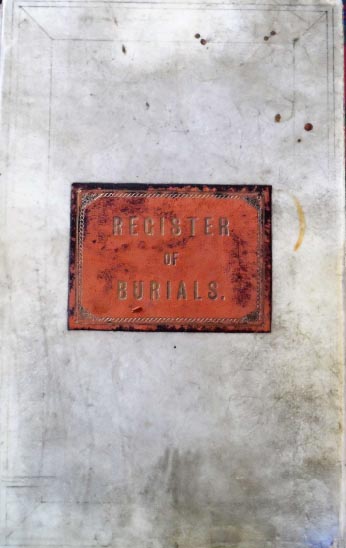 REGISTER
OF
BURIALS.